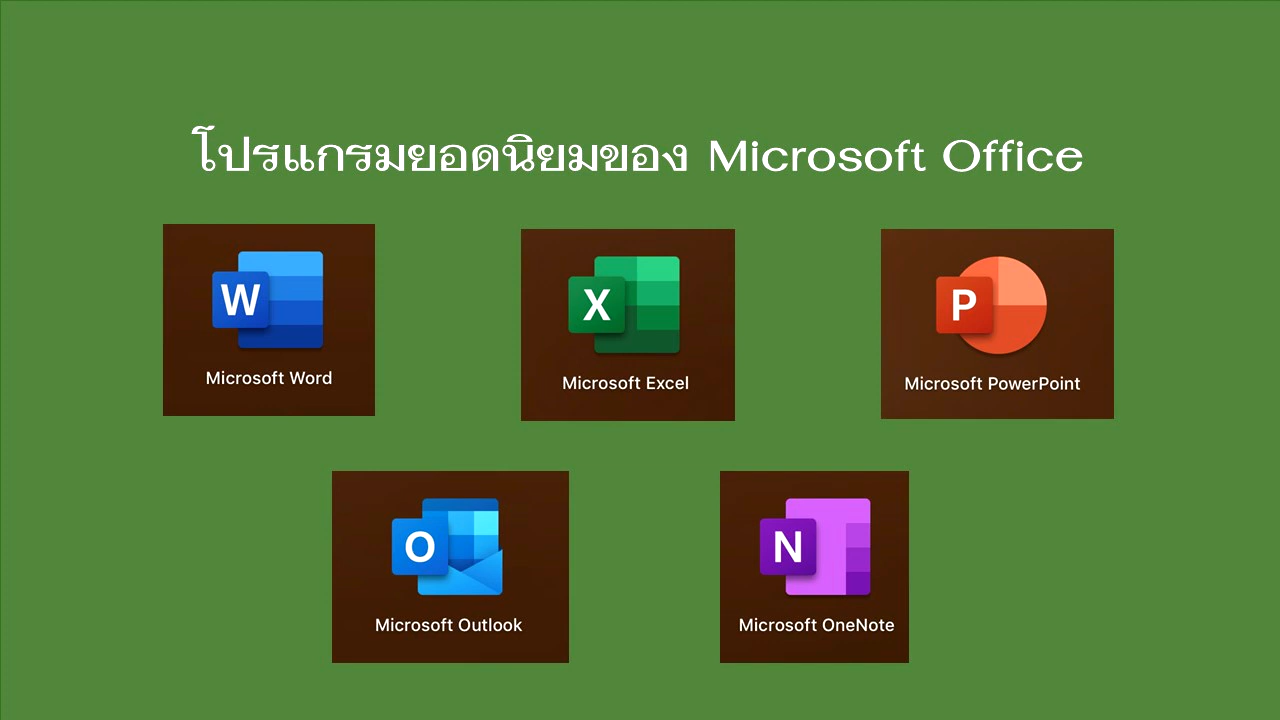 โปรแกรมยอดนิยมของ Microsoft Office
W
Microsoft Word
X
Microsoft Excel
P
Microsoft PowerPoint
O
Microsoft Outlook
N
Microsoft OneNote